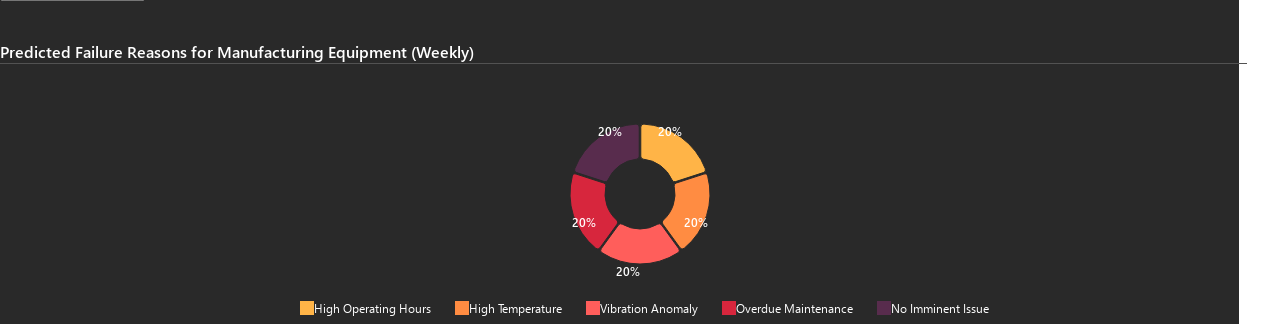 Predicted Failure Reasons for Manufacturing Equipment (Weekly)
20% 20%
20% 20%
20%
High Operating Hours High Temperature Vibration Anomaly Overdue Maintenance No Imminent Issue